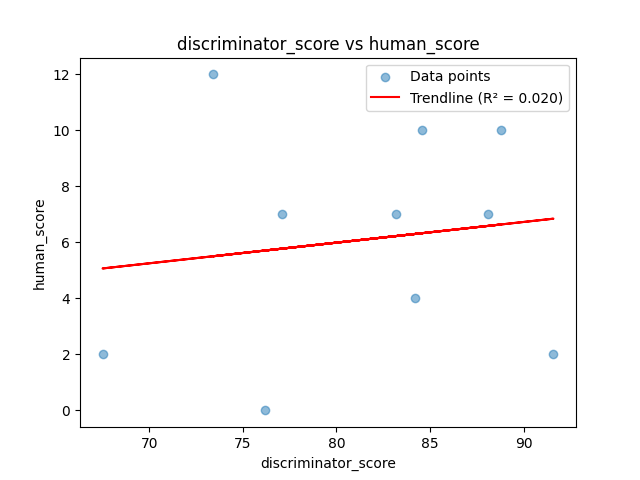 discriminator_score vs human_score
Data points
Trendline (R² = 0.020)
human_score
12
10
8
6
4
2
0
70
75
80
85
90
discriminator_score